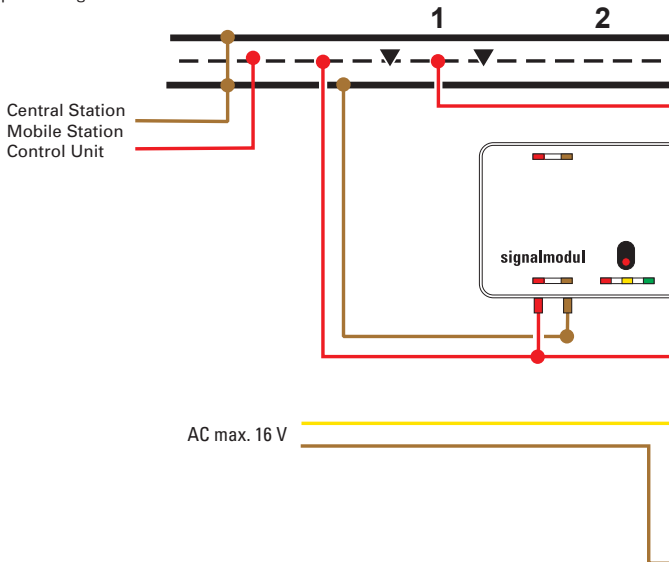 1 2
Central Station
Mobile Station
Control Unit
signalmodul
AC max. 16 V